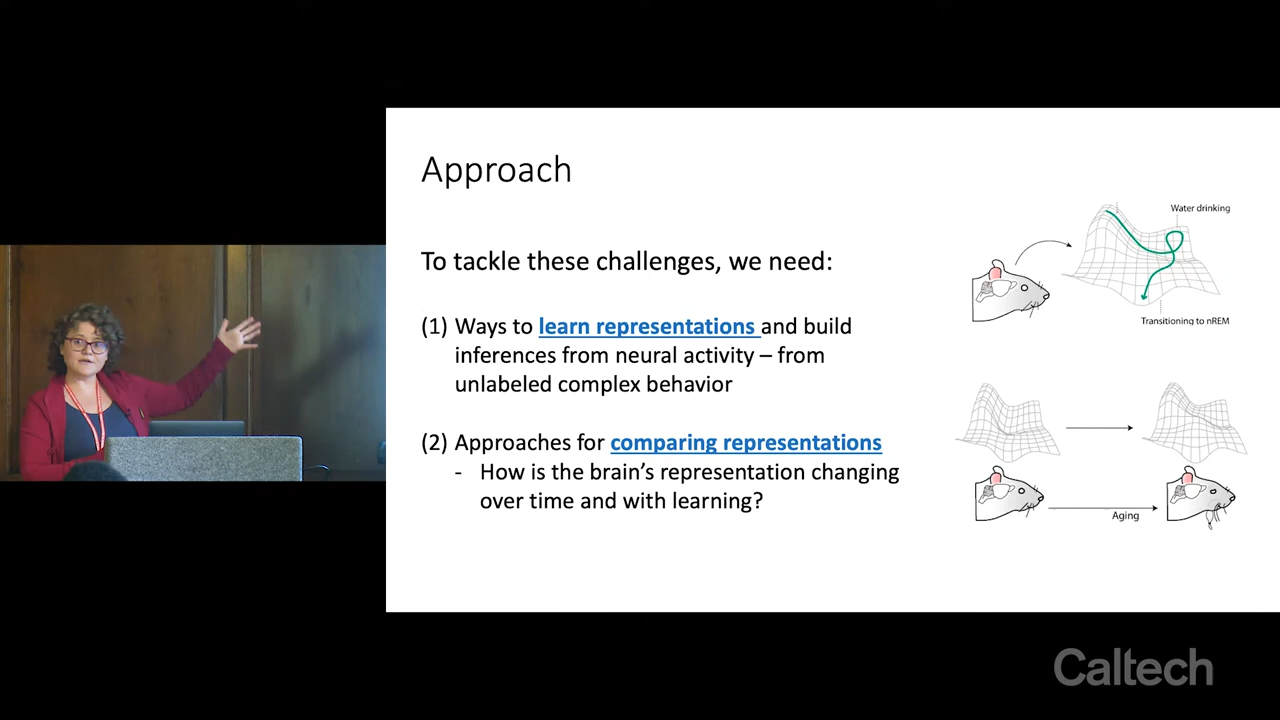 Approach
To tackle these challenges, we need:
(1) Ways to learn representations and build
inferences from neural activity – from
unlabeled complex behavior
(2) Approaches for comparing representations
- How is the brain's representation changing
over time and with learning?
Water drinking
Transitioning to nREM
Aging
Caltech